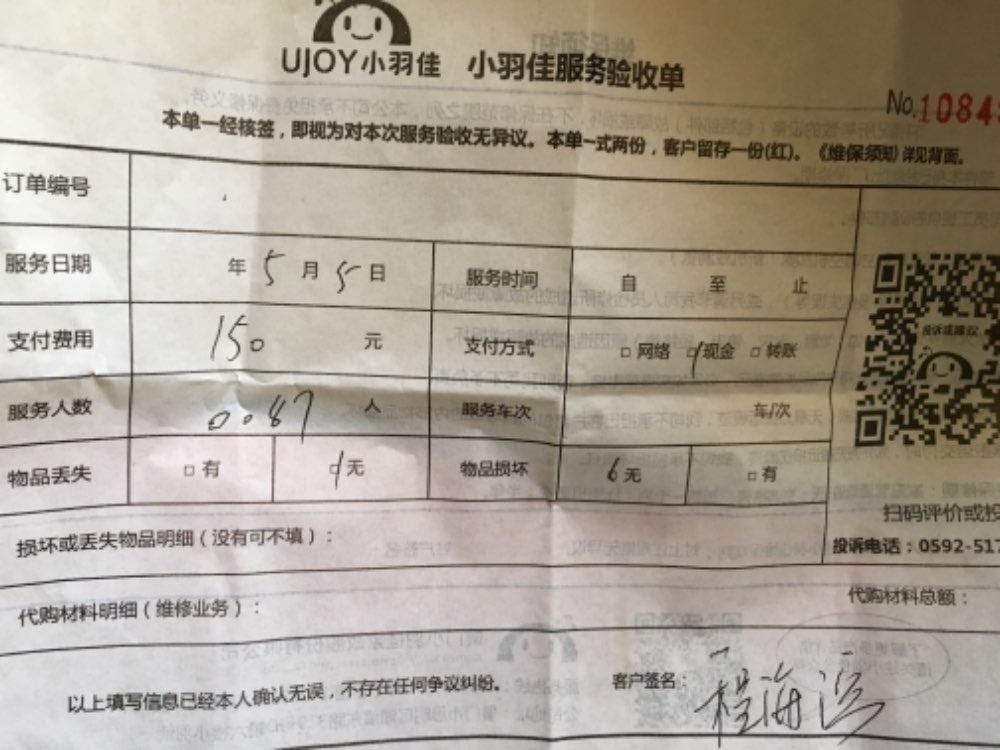 UJOY小羽佳 小羽佳服务验收单
No.1084
本单一经核签，即视为对本次服务验收无异议。本单一式两份，客户留存一份(红)。《维保须知》详见背面。
订单编号
服务日期 年 5 月 5 日 服务时间 自 至 止
支付费用 150 元 支付方式 □网络 □现金 □转账
服务人数 0087 人 服务车次 车/次
物品丢失 □有 □无 物品损坏 □无 □有
投诉或建议
扫码评价或投
损坏或丢失物品明细（没有可不填）：
投诉电话：0592-517
代购材料明细（维修业务）：
代购材料总额：
以上填写信息已经本人确认无误，不存在任何争议纠纷。
客户签名：程海